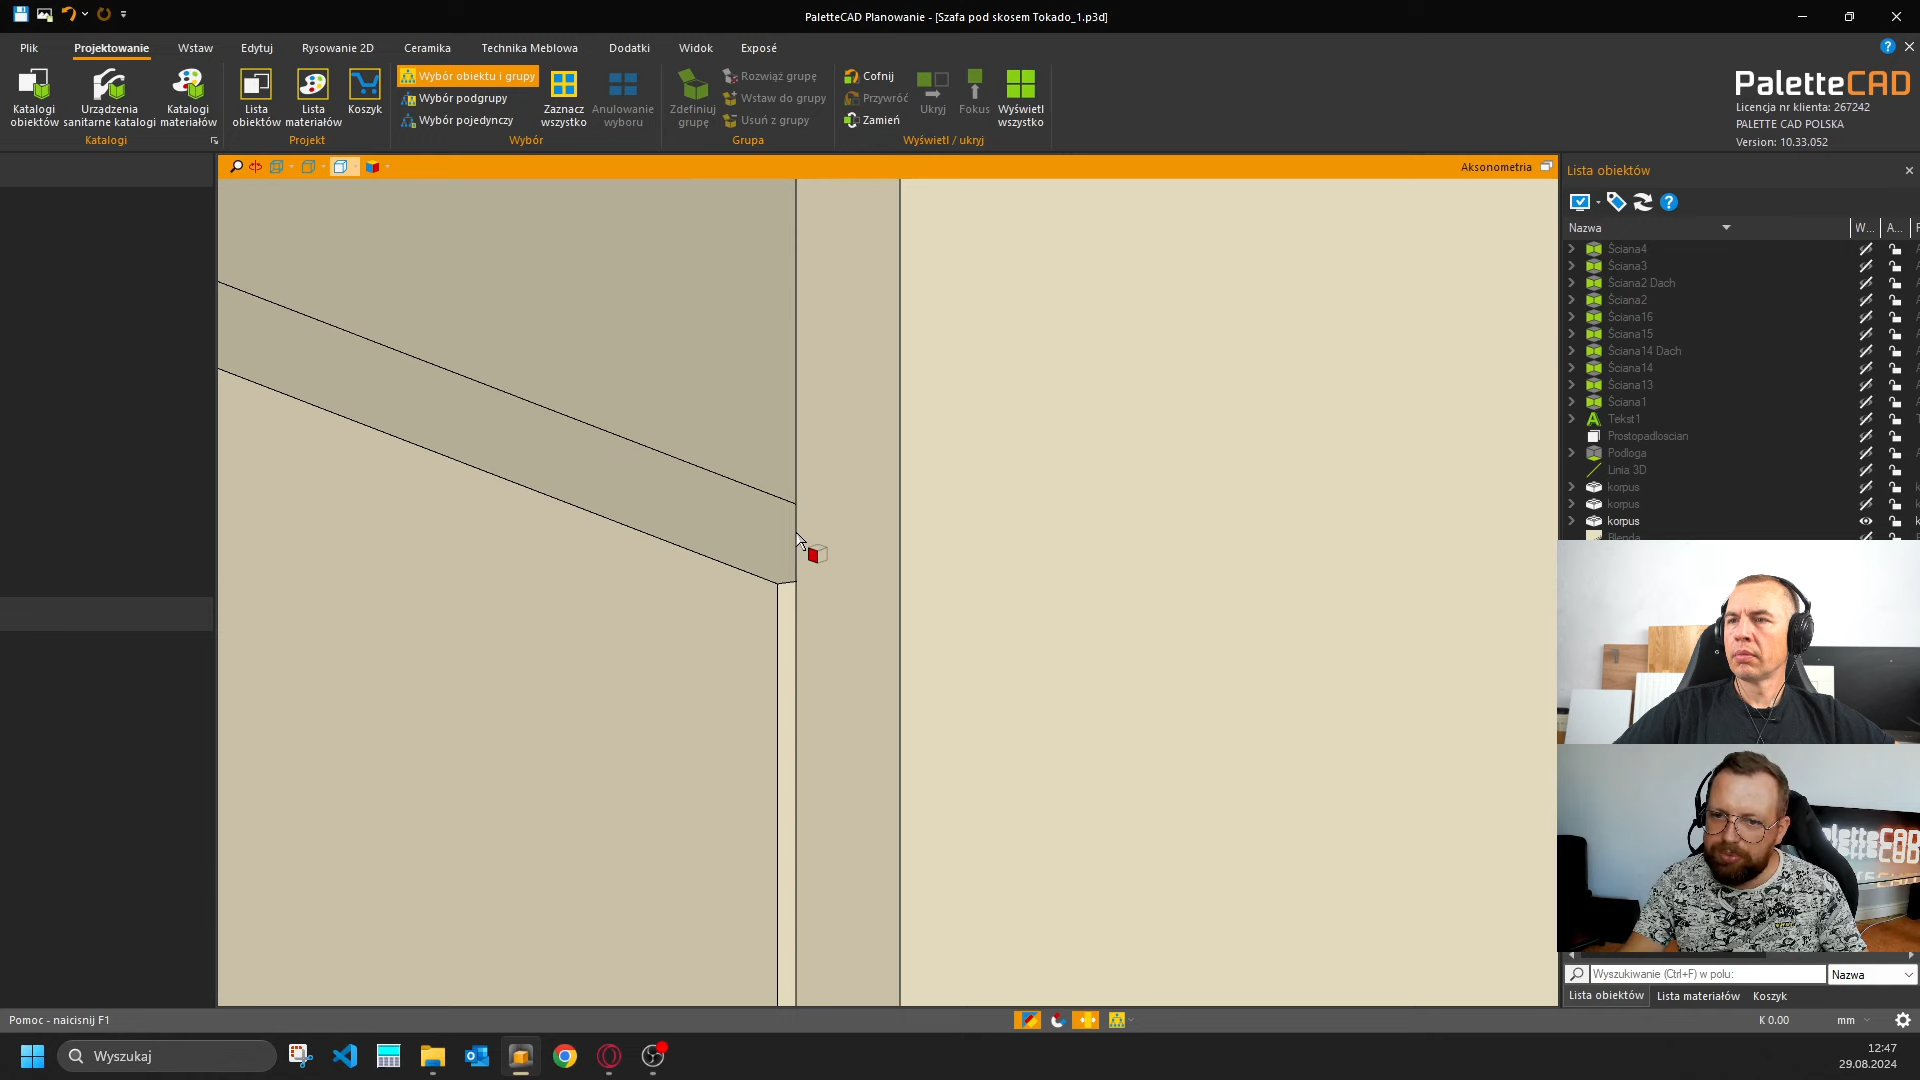 PaletteCAD Planowanie - [Szafa pod skosem Tokado_1.p3d]
Plik Projektowanie Wstaw Edytuj Rysowanie 2D Ceramika Technika Meblowa Dodatki Widok Exposé
Katalogi obiektów
Urządzenia sanitarne katalogi
Katalogi materiałów
Katalogi
Lista obiektów
Lista materiałów
Koszyk
Projekt
Wybór obiektu i grupy
Wybór podgrupy
Wybór pojedynczy
Zaznacz wszystko
Anulowanie wyboru
Wybór
Zdefiniuj grupę
Rozwiąż grupę
Wstaw do grupy
Usuń z grupy
Grupa
Cofnij
Przywróć
Zamień
Ukryj
Fokus
Wyświetl wszystko
Wyświetl / ukryj
PaletteCAD
Licencja nr klienta: 267242
PALETTE CAD POLSKA
Version: 10.33.052
Aksonometria
Lista obiektów
Nazwa W... A...
Ściana4
Ściana3
Ściana2 Dach
Ściana2
Ściana16
Ściana15
Ściana14 Dach
Ściana14
Ściana13
Ściana1
Tekst1
Prostopadloscian
Podloga
Linia 3D
korpus
korpus
korpus
Blenda
Wyszukiwanie (Ctrl+F) w polu: Nazwa
Lista obiektów Lista materiałów Koszyk
Pomoc - naicisnij F1
K 0.00 mm
Wyszukaj
12:47
29.08.2024